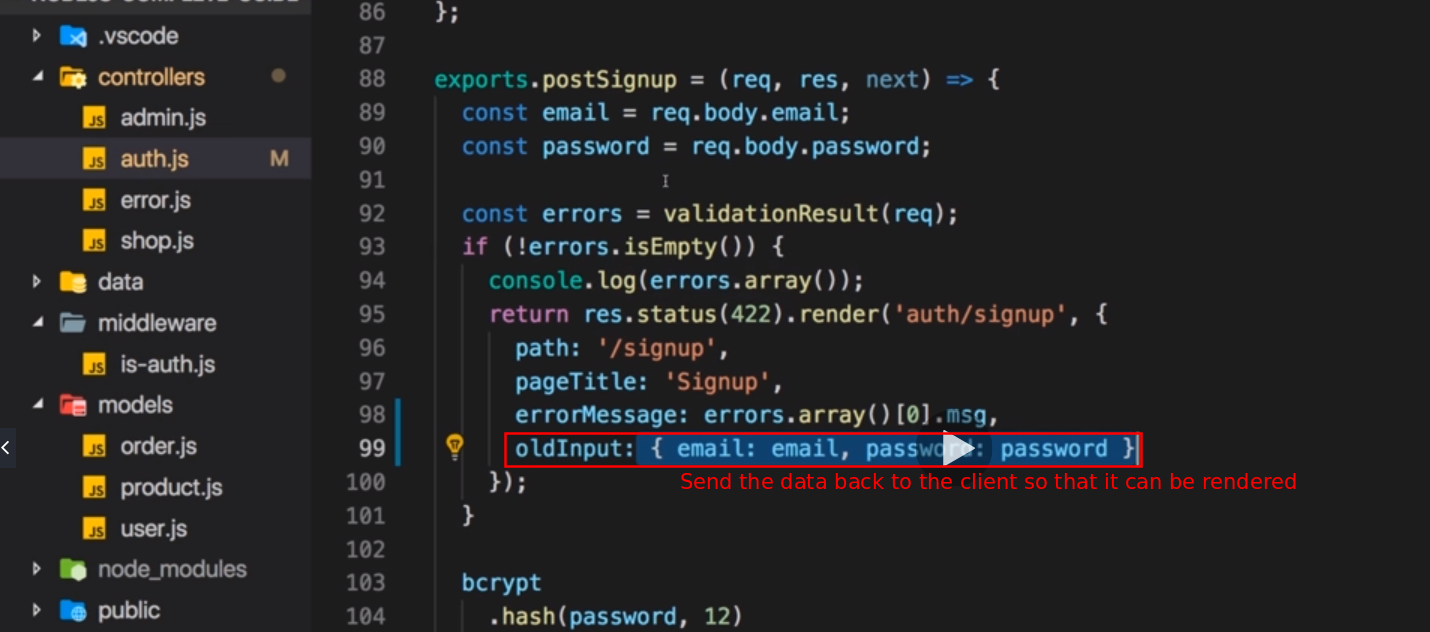 .vscode
controllers
admin.js
auth.js M
error.js
shop.js
data
middleware
is-auth.js
models
order.js
product.js
user.js
node_modules
public
86 };
87
88 exports.postSignup = (req, res, next) => {
89 const email = req.body.email;
90 const password = req.body.password;
91
92 const errors = validationResult(req);
93 if (!errors.isEmpty()) {
94 console.log(errors.array());
95 return res.status(422).render('auth/signup', {
96 path: '/signup',
97 pageTitle: 'Signup',
98 errorMessage: errors.array()[0].msg,
99 oldInput: { email: email, password: password }
100 });
Send the data back to the client so that it can be rendered
101 }
102
103 bcrypt
104 .hash(password, 12)